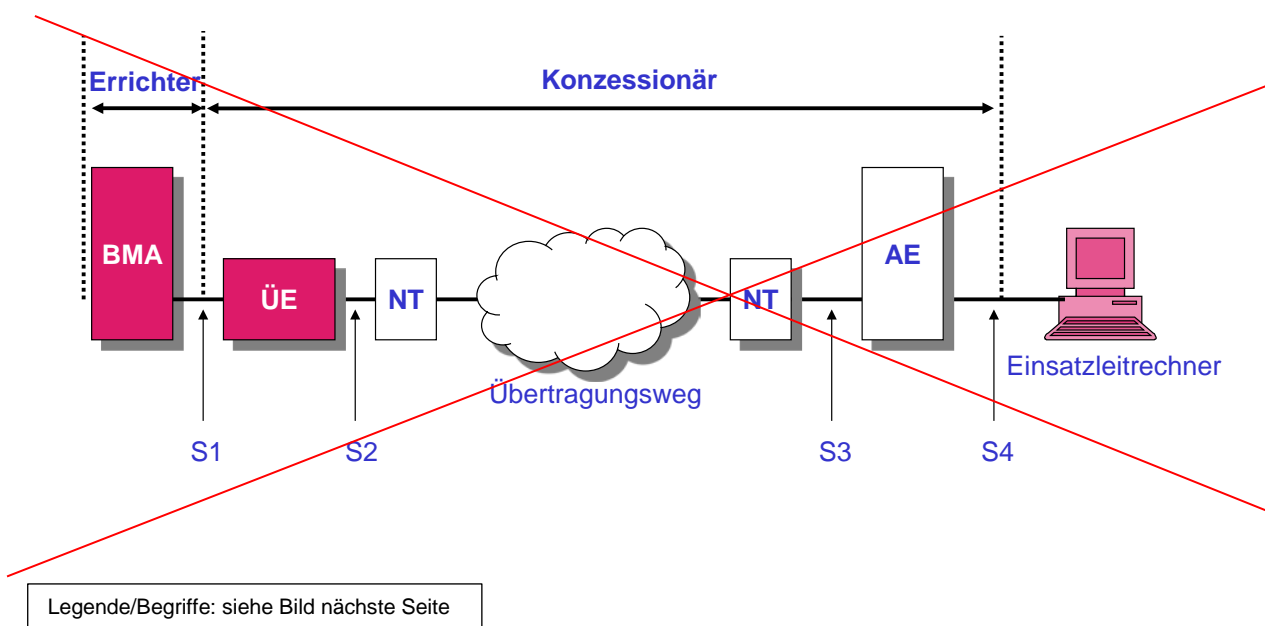 Errichter
Konzessionär
BMA
ÜE
NT
NT
AE
Übertragungsweg
Einsatzleitrechner
S1
S2
S3
S4
Legende/Begriffe: siehe Bild nächste Seite